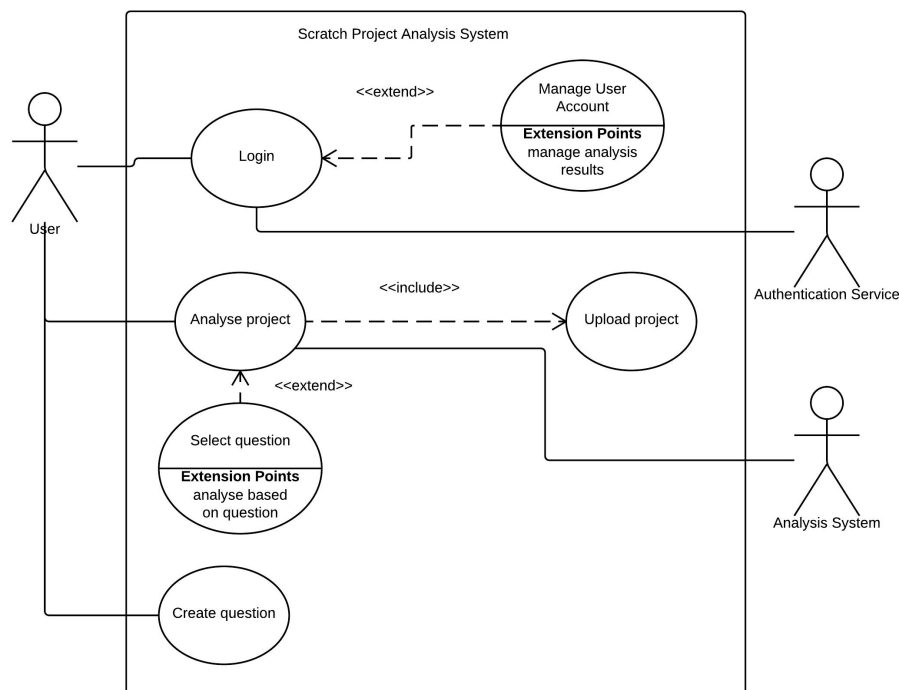 Scratch Project Analysis System
<<extend>>
Manage User
Account
Extension Points
manage analysis
results
Login
User
Authentication Service
<<include>>
Analyse project
Upload project
<<extend>>
Select question
Extension Points
analyse based
on question
Analysis System
Create question